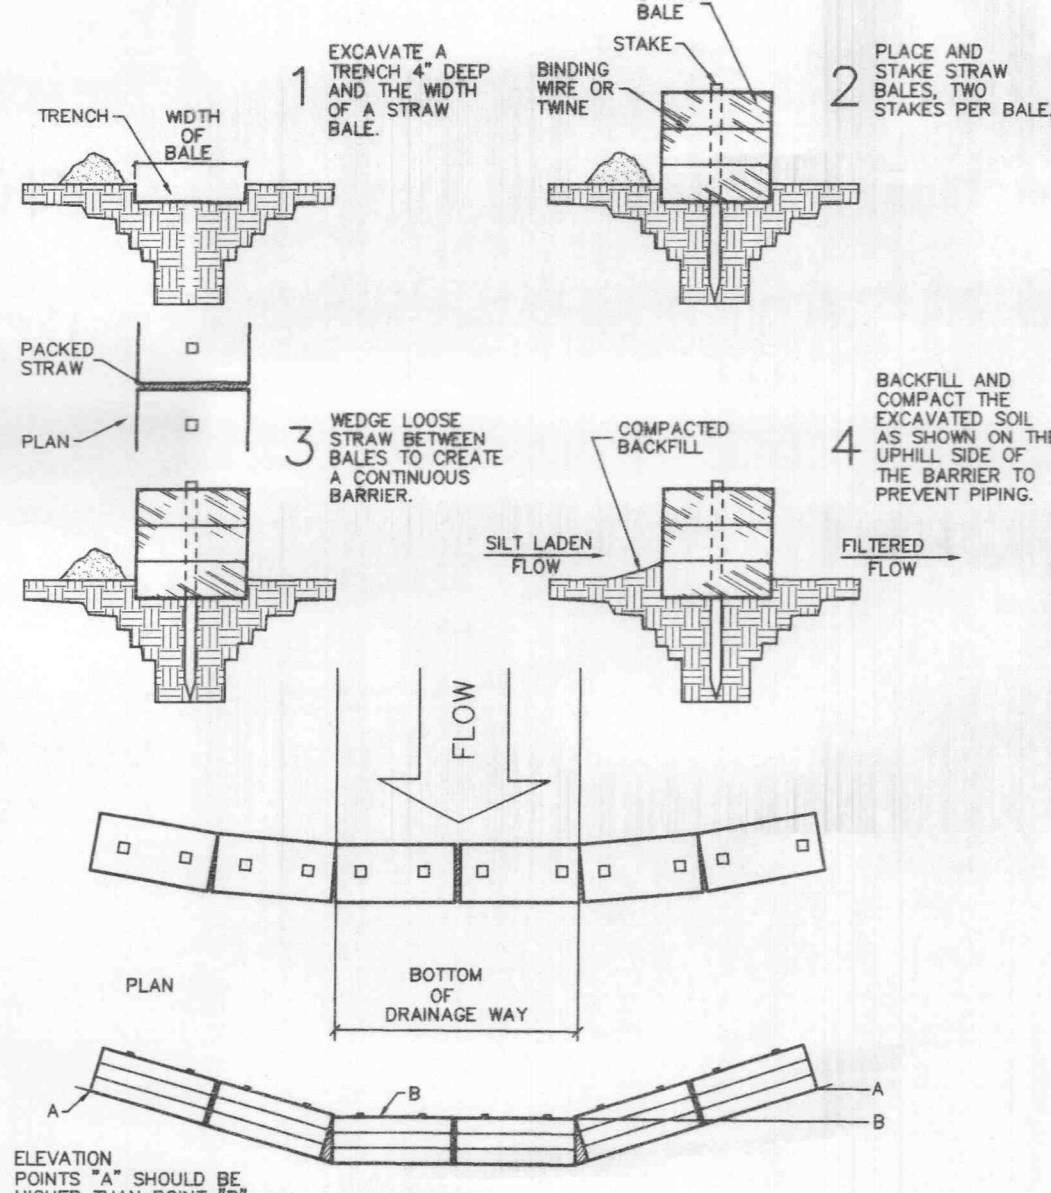 1
EXCAVATE A
TRENCH 4" DEEP
AND THE WIDTH
OF A STRAW
BALE.
TRENCH
WIDTH
OF
BALE
BALE
STAKE
BINDING
WIRE OR
TWINE
2
PLACE AND
STAKE STRAW
BALES, TWO
STAKES PER BALE.
PACKED
STRAW
PLAN
3
WEDGE LOOSE
STRAW BETWEEN
BALES TO CREATE
A CONTINUOUS
BARRIER.
COMPACTED
BACKFILL
4
BACKFILL AND
COMPACT THE
EXCAVATED SOIL
AS SHOWN ON THE
UPHILL SIDE OF
THE BARRIER TO
PREVENT PIPING.
SILT LADEN
FLOW
FILTERED
FLOW
FLOW
PLAN
BOTTOM
OF
DRAINAGE WAY
A
B
A
B
ELEVATION
POINTS "A" SHOULD BE
HIGHER THAN POINT "B"